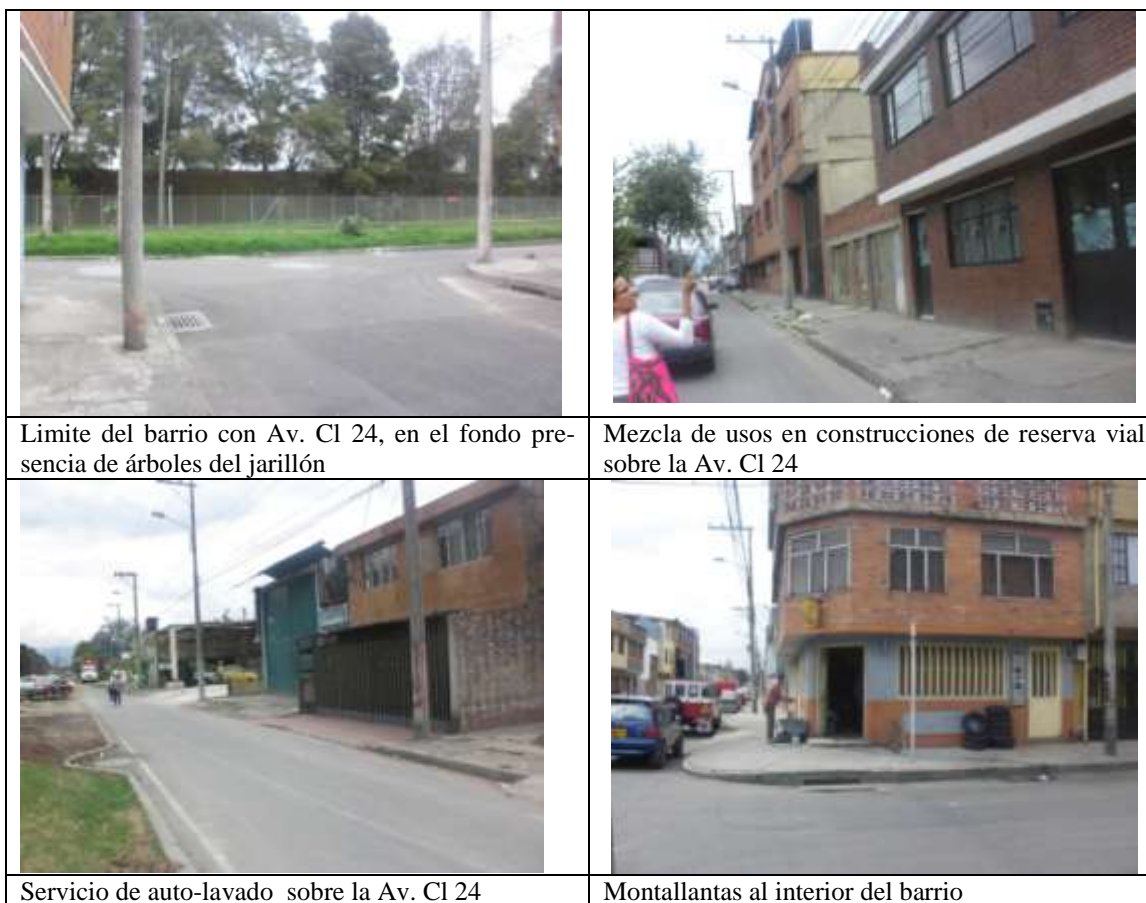 Limite del barrio con Av. Cl 24, en el fondo pre-
sencia de árboles del jarillón
Mezcla de usos en construcciones de reserva vial
sobre la Av. Cl 24
Servicio de auto-lavado sobre la Av. Cl 24
Montallantas al interior del barrio